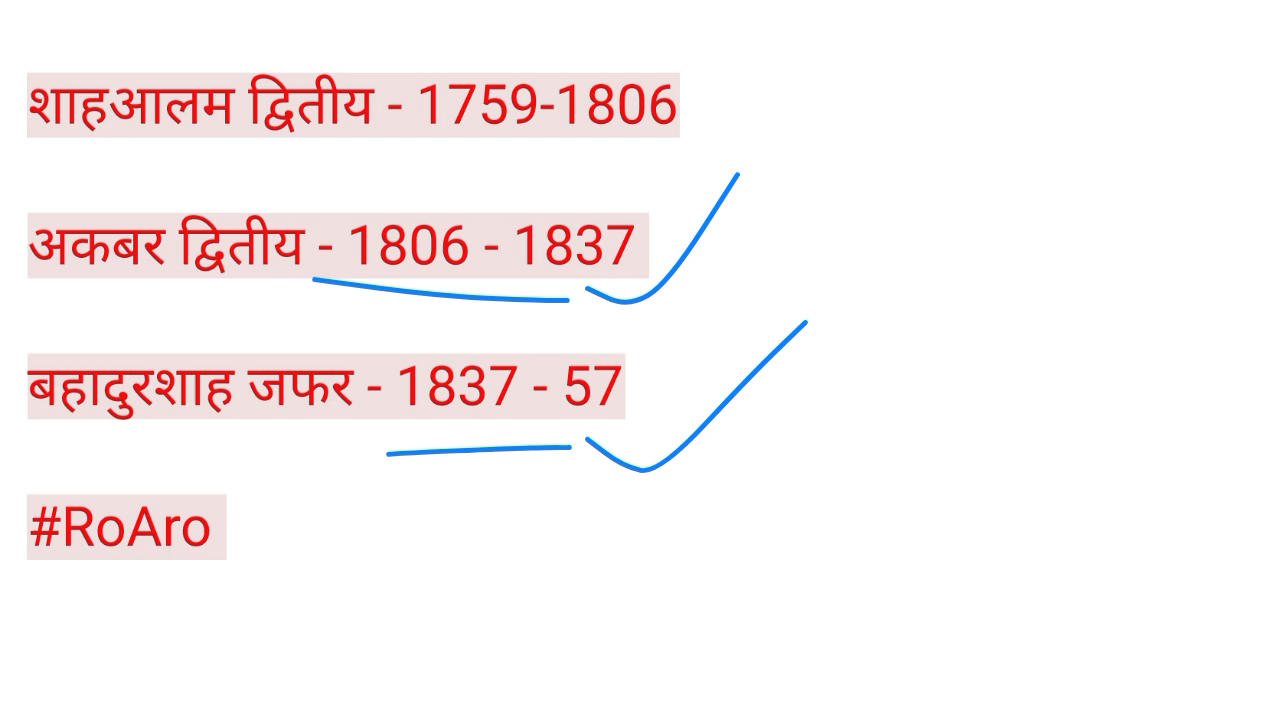 शाहआलम द्वितीय - 1759-1806
अकबर द्वितीय - 1806 - 1837
बहादुरशाह जफर - 1837 - 57
#RoAro